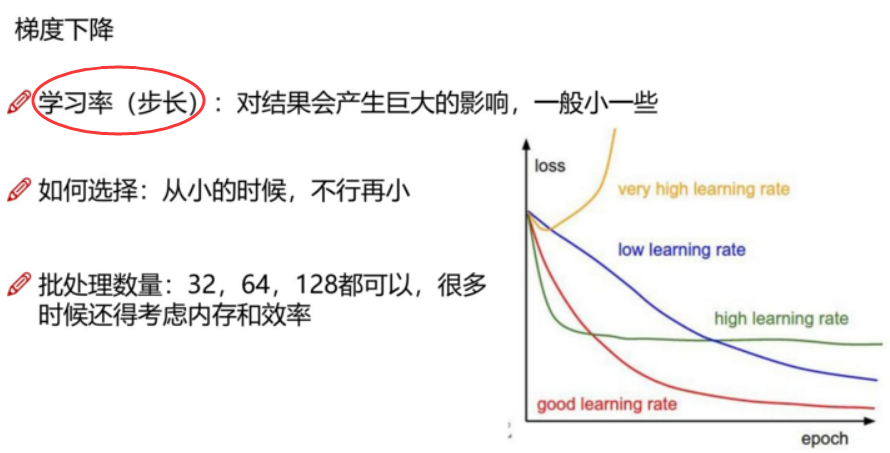 梯度下降
学习率（步长）：对结果会产生巨大的影响，一般小一些
如何选择：从小的时候，不行再小
批处理数量：32，64，128都可以，很多
时候还得考虑内存和效率
loss
very high learning rate
low learning rate
high learning rate
good learning rate
epoch